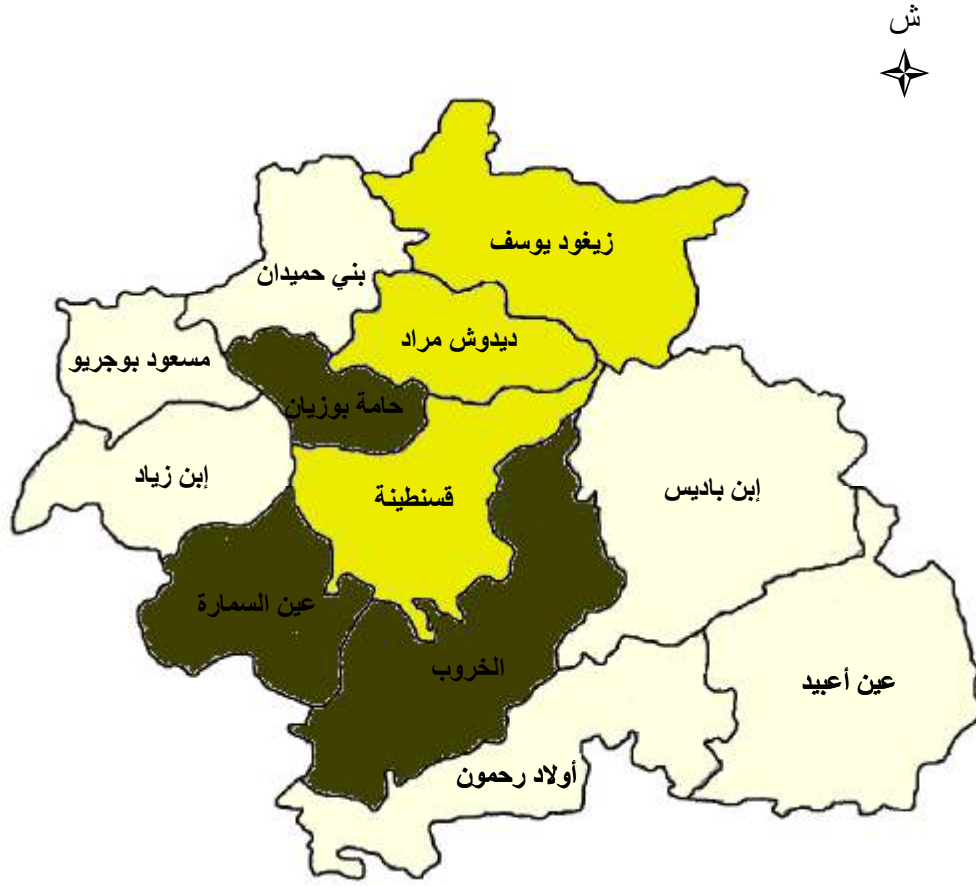 ش
زيغود يوسف
بني حميدان
ديدوش مراد
مسعود بوجريو
حامة بوزيان
إبن زياد
قسنطينة
إبن باديس
عين السمارة
الخروب
عين أعبيد
أولاد رحمون